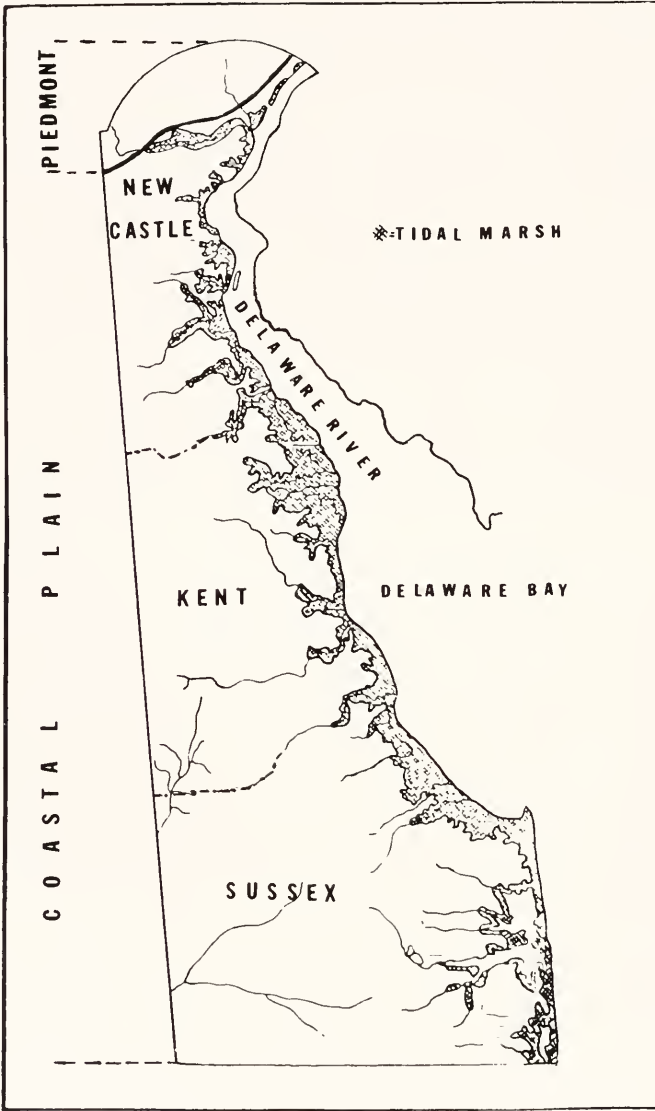 PIEDMONT
NEW
CASTLE
=TIDAL MARSH
DELAWARE RIVER
COASTAL PLAIN
KENT
DELAWARE BAY
SUSSEX